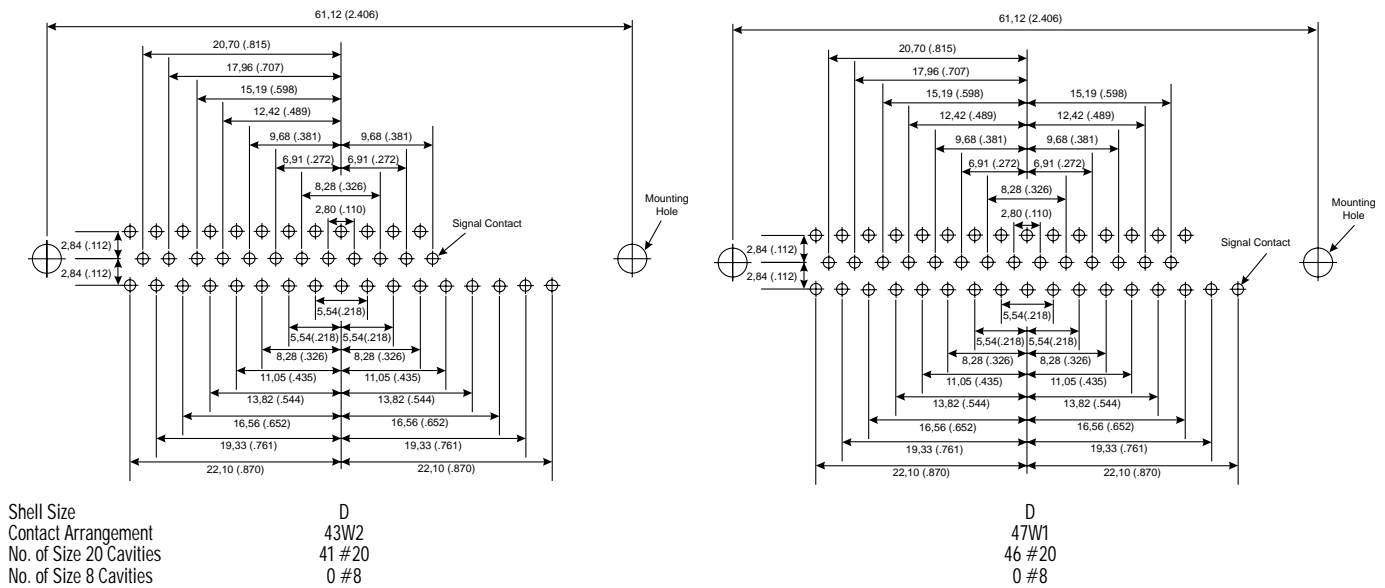 61,12 (2.406)
20,70 (.815)
17,96 (.707)
15,19 (.598)
12,42 (.489)
9,68 (.381) 9,68 (.381)
6,91 (.272) 6,91 (.272)
8,28 (.326)
2,80 (.110)
Signal Contact
Mounting
Hole
2,84 (.112)
2,84 (.112)
5,54(.218)
5,54(.218) 5,54(.218)
8,28 (.326) 8,28 (.326)
11,05 (.435) 11,05 (.435)
13,82 (.544) 13,82 (.544)
16,56 (.652) 16,56 (.652)
19,33 (.761) 19,33 (.761)
22,10 (.870) 22,10 (.870)
61,12 (2.406)
20,70 (.815)
17,96 (.707)
15,19 (.598) 15,19 (.598)
12,42 (.489) 12,42 (.489)
9,68 (.381) 9,68 (.381)
6,91 (.272) 6,91 (.272)
8,28 (.326)
2,80 (.110)
Mounting
Hole
Signal Contact
2,84 (.112)
2,84 (.112)
5,54(.218)
5,54(.218) 5,54(.218)
8,28 (.326) 8,28 (.326)
11,05 (.435) 11,05 (.435)
13,82 (.544) 13,82 (.544)
16,56 (.652) 16,56 (.652)
19,33 (.761) 19,33 (.761)
22,10 (.870) 22,10 (.870)
Shell Size D D
Contact Arrangement 43W2 47W1
No. of Size 20 Cavities 41 #20 46 #20
No. of Size 8 Cavities 0 #8 0 #8